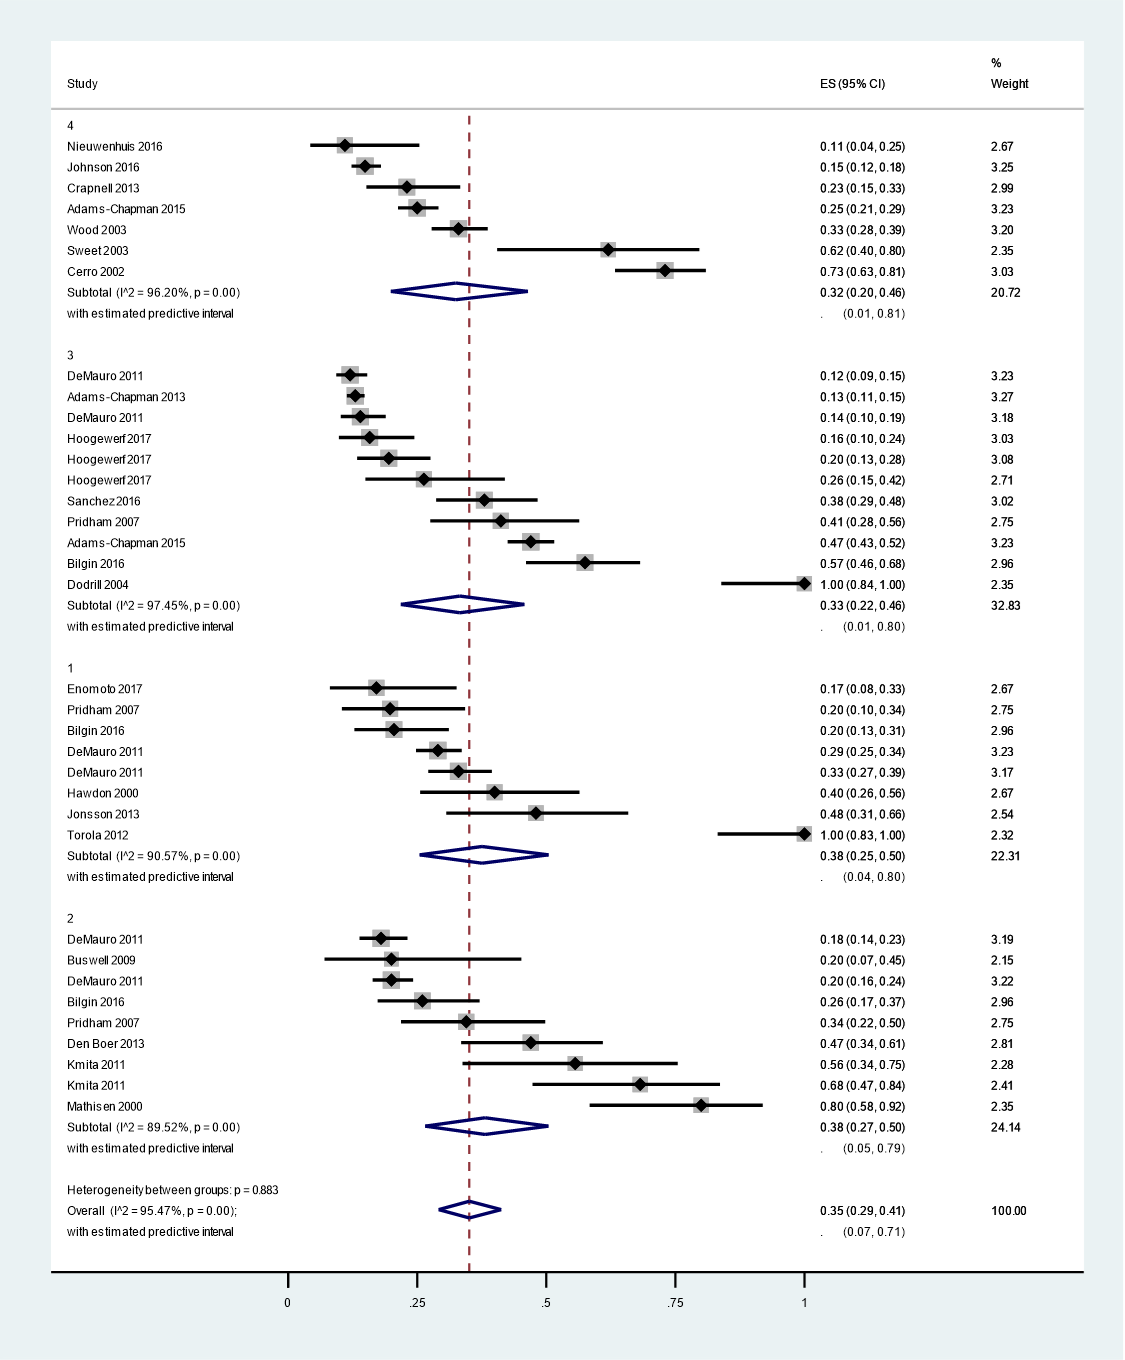 %
Study ES (95% CI) Weight
4
Nieuwenhuis 2016 0.11 (0.04, 0.25) 2.67
Johnson 2016 0.15 (0.12, 0.18) 3.25
Crapnell 2013 0.23 (0.15, 0.33) 2.99
Adams-Chapman 2015 0.25 (0.21, 0.29) 3.23
Wood 2003 0.33 (0.28, 0.39) 3.20
Sweet 2003 0.62 (0.40, 0.80) 2.35
Cerro 2002 0.73 (0.63, 0.81) 3.03
Subtotal (I^2 = 96.20%, p = 0.00) 0.32 (0.20, 0.46) 20.72
with estimated predictive interval . (0.01, 0.81)
3
DeMauro 2011 0.12 (0.09, 0.15) 3.23
Adams-Chapman 2013 0.13 (0.11, 0.15) 3.27
DeMauro 2011 0.14 (0.10, 0.19) 3.18
Hoogewerf 2017 0.16 (0.10, 0.24) 3.03
Hoogewerf 2017 0.20 (0.13, 0.28) 3.08
Hoogewerf 2017 0.26 (0.15, 0.42) 2.71
Sanchez 2016 0.38 (0.29, 0.48) 3.02
Pridham 2007 0.41 (0.28, 0.56) 2.75
Adams-Chapman 2015 0.47 (0.43, 0.52) 3.23
Bilgin 2016 0.57 (0.46, 0.68) 2.96
Dodrill 2004 1.00 (0.84, 1.00) 2.35
Subtotal (I^2 = 97.45%, p = 0.00) 0.33 (0.22, 0.46) 32.83
with estimated predictive interval . (0.01, 0.80)
1
Enomoto 2017 0.17 (0.08, 0.33) 2.67
Pridham 2007 0.20 (0.10, 0.34) 2.75
Bilgin 2016 0.20 (0.13, 0.31) 2.96
DeMauro 2011 0.29 (0.25, 0.34) 3.23
DeMauro 2011 0.33 (0.27, 0.39) 3.17
Hawdon 2000 0.40 (0.26, 0.56) 2.67
Jonsson 2013 0.48 (0.31, 0.66) 2.54
Torola 2012 1.00 (0.83, 1.00) 2.32
Subtotal (I^2 = 90.57%, p = 0.00) 0.38 (0.25, 0.50) 22.31
with estimated predictive interval . (0.04, 0.80)
2
DeMauro 2011 0.18 (0.14, 0.23) 3.19
Buswell 2009 0.20 (0.07, 0.45) 2.15
DeMauro 2011 0.20 (0.16, 0.24) 3.22
Bilgin 2016 0.26 (0.17, 0.37) 2.96
Pridham 2007 0.34 (0.22, 0.50) 2.75
Den Boer 2013 0.47 (0.34, 0.61) 2.81
Kmita 2011 0.56 (0.34, 0.75) 2.28
Kmita 2011 0.68 (0.47, 0.84) 2.41
Mathisen 2000 0.80 (0.58, 0.92) 2.35
Subtotal (I^2 = 89.52%, p = 0.00) 0.38 (0.27, 0.50) 24.14
with estimated predictive interval . (0.05, 0.79)
Heterogeneity between groups: p = 0.883
Overall (I^2 = 95.47%, p = 0.00); 0.35 (0.29, 0.41) 100.00
with estimated predictive interval . (0.07, 0.71)
0 .25 .5 .75 1